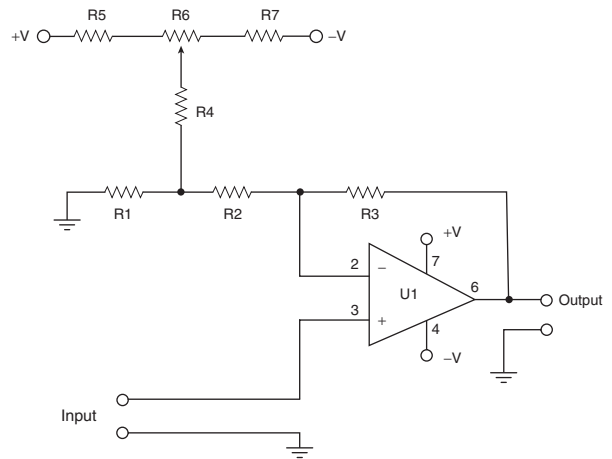 R5 R6 R7
+V −V
R4
R1 R2 R3
+V
2 − 7
U1 6
Output
3 + 4
−V
Input